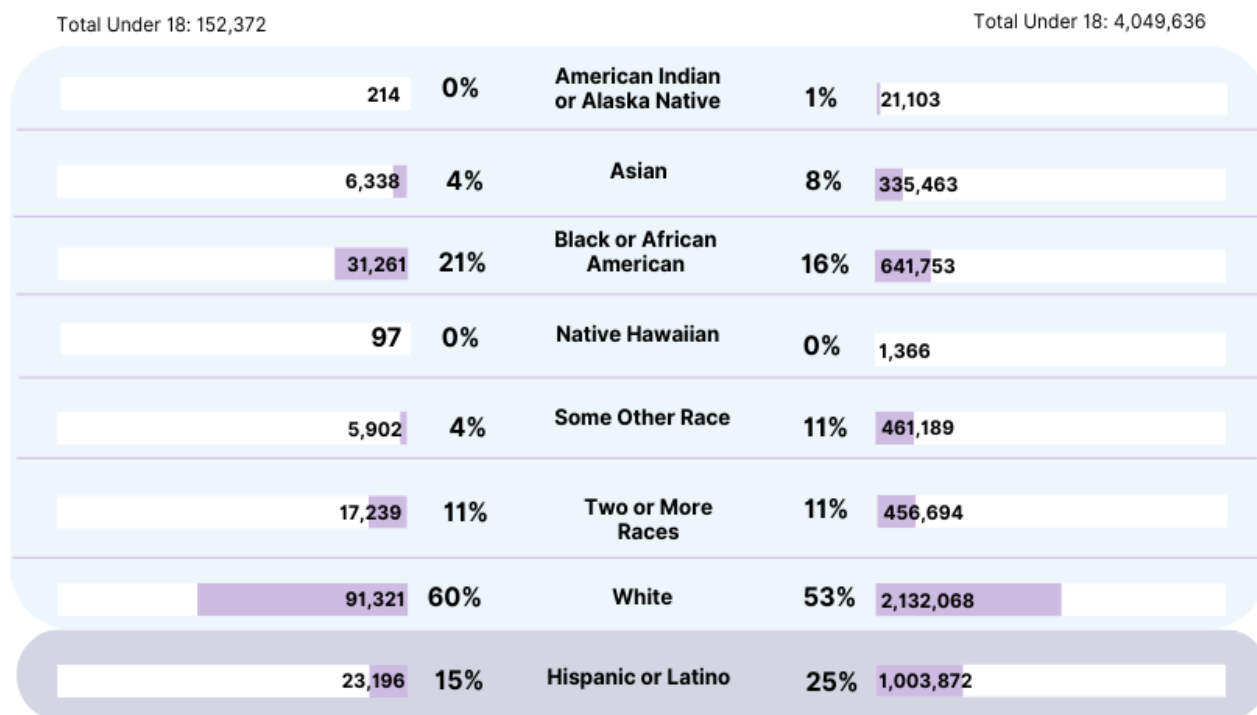 Total Under 18: 152,372
Total Under 18: 4,049,636
214 0% American Indian
or Alaska Native 1% 21,103
6,338 4% Asian 8% 335,463
31,261 21% Black or African
American 16% 641,753
97 0% Native Hawaiian 0% 1,366
5,902 4% Some Other Race 11% 461,189
17,239 11% Two or More
Races 11% 456,694
91,321 60% White 53% 2,132,068
23,196 15% Hispanic or Latino 25% 1,003,872